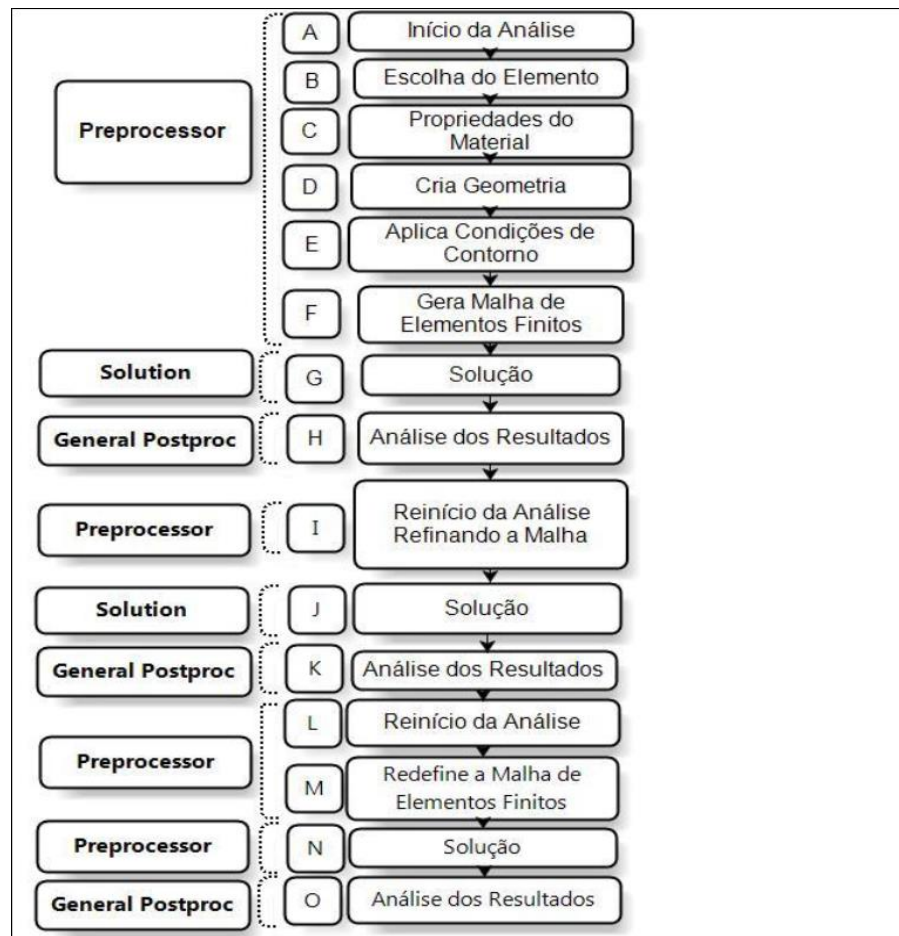 Preprocessor
A
Início da Análise
B
Escolha do Elemento
C
Propriedades do
Material
D
Cria Geometria
E
Aplica Condições de
Contorno
F
Gera Malha de
Elementos Finitos
Solution
G
Solução
General Postproc
H
Análise dos Resultados
Preprocessor
I
Reinício da Análise
Refinando a Malha
Solution
J
Solução
General Postproc
K
Análise dos Resultados
Preprocessor
L
Reinício da Análise
M
Redefine a Malha de
Elementos Finitos
Preprocessor
N
Solução
General Postproc
O
Análise dos Resultados